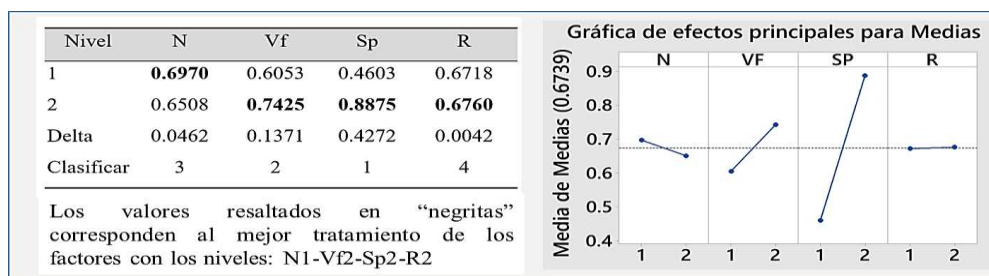 Nivel N Vf Sp R
1 0.6970 0.6053 0.4603 0.6718
2 0.6508 0.7425 0.8875 0.6760
Delta 0.0462 0.1371 0.4272 0.0042
Clasificar 3 2 1 4
Los valores resaltados en “negritas”
corresponden al mejor tratamiento de los
factores con los niveles: N1-Vf2-Sp2-R2
Gráfica de efectos principales para Medias
N VF SP R
Media de Medias (0.6739)
0.9
0.8
0.7
0.6
0.5
0.4
1 2 1 2 1 2 1 2